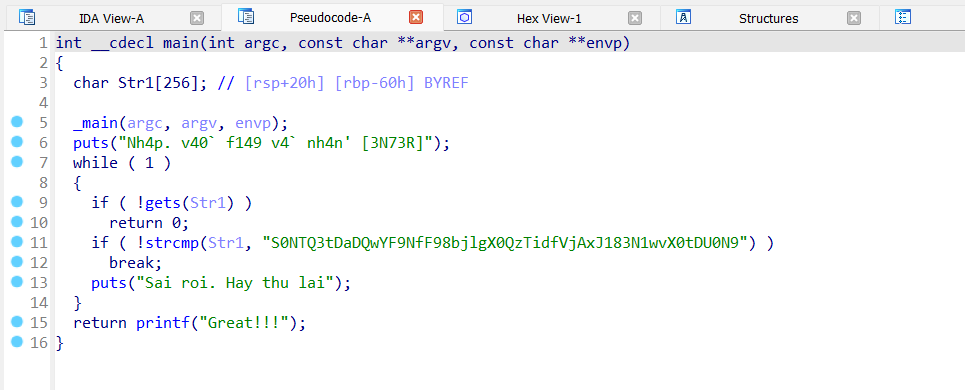 IDA View-A Pseudocode-A Hex View-1 Structures
1 int __cdecl main(int argc, const char **argv, const char **envp)
2 {
3 char Str1[256]; // [rsp+20h] [rbp-60h] BYREF
4
5 _main(argc, argv, envp);
6 puts("Nh4p. v40` f149 v4` nh4n' [3N73R]");
7 while ( 1 )
8 {
9 if ( !gets(Str1) )
10 return 0;
11 if ( !strcmp(Str1, "S0NTQ3tDaDQwYF9NfF98bjlgX0QzTidfVjAxJ183N1wvX0tDU0N9") )
12 break;
13 puts("Sai roi. Hay thu lai");
14 }
15 return printf("Great!!!");
16 }